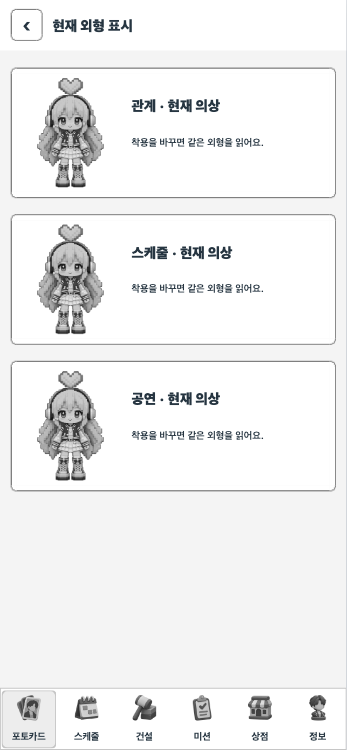 현재 외형 표시
관계 · 현재 의상
착용을 바꾸면 같은 외형을 읽어요.
스케줄 · 현재 의상
착용을 바꾸면 같은 외형을 읽어요.
공연 · 현재 의상
착용을 바꾸면 같은 외형을 읽어요.
포토카드
스케줄
건설
미션
상점
정보